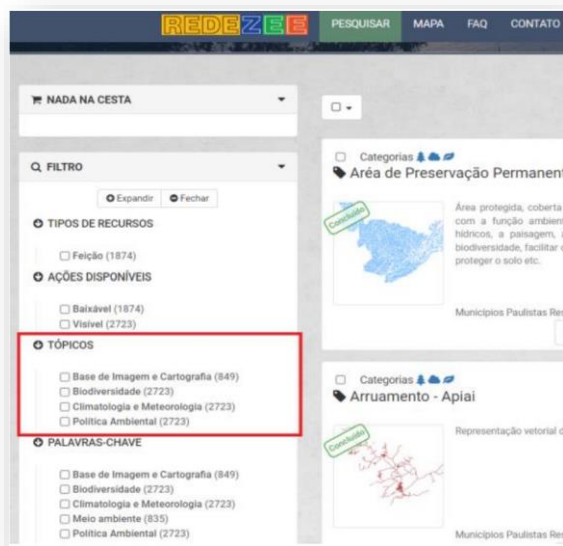 REDEZEE PESQUISAR MAPA FAQ CONTATO
NADA NA CESTA
FILTRO
Expandir Fechar
TIPOS DE RECURSOS
Feição (1874)
AÇÕES DISPONÍVEIS
Baixável (1874)
Visível (2723)
TÓPICOS
Base de Imagem e Cartografia (849)
Biodiversidade (2723)
Climatologia e Meteorologia (2723)
Política Ambiental (2723)
PALAVRAS-CHAVE
Base de Imagem e Cartografia (849)
Biodiversidade (2723)
Climatologia e Meteorologia (2723)
Meio ambiente (835)
Política Ambiental (2723)
Categorias
Aréa de Preservação Permanent
Concluído
Área protegida, coberta
com a função ambien
hídricos, a paisagem, a
biodiversidade, facilitar
proteger o solo etc.
Municípios Paulistas Res
Categorias
Arruamento - Apiai
Concluído
Representação vetorial d
Municípios Paulistas Res